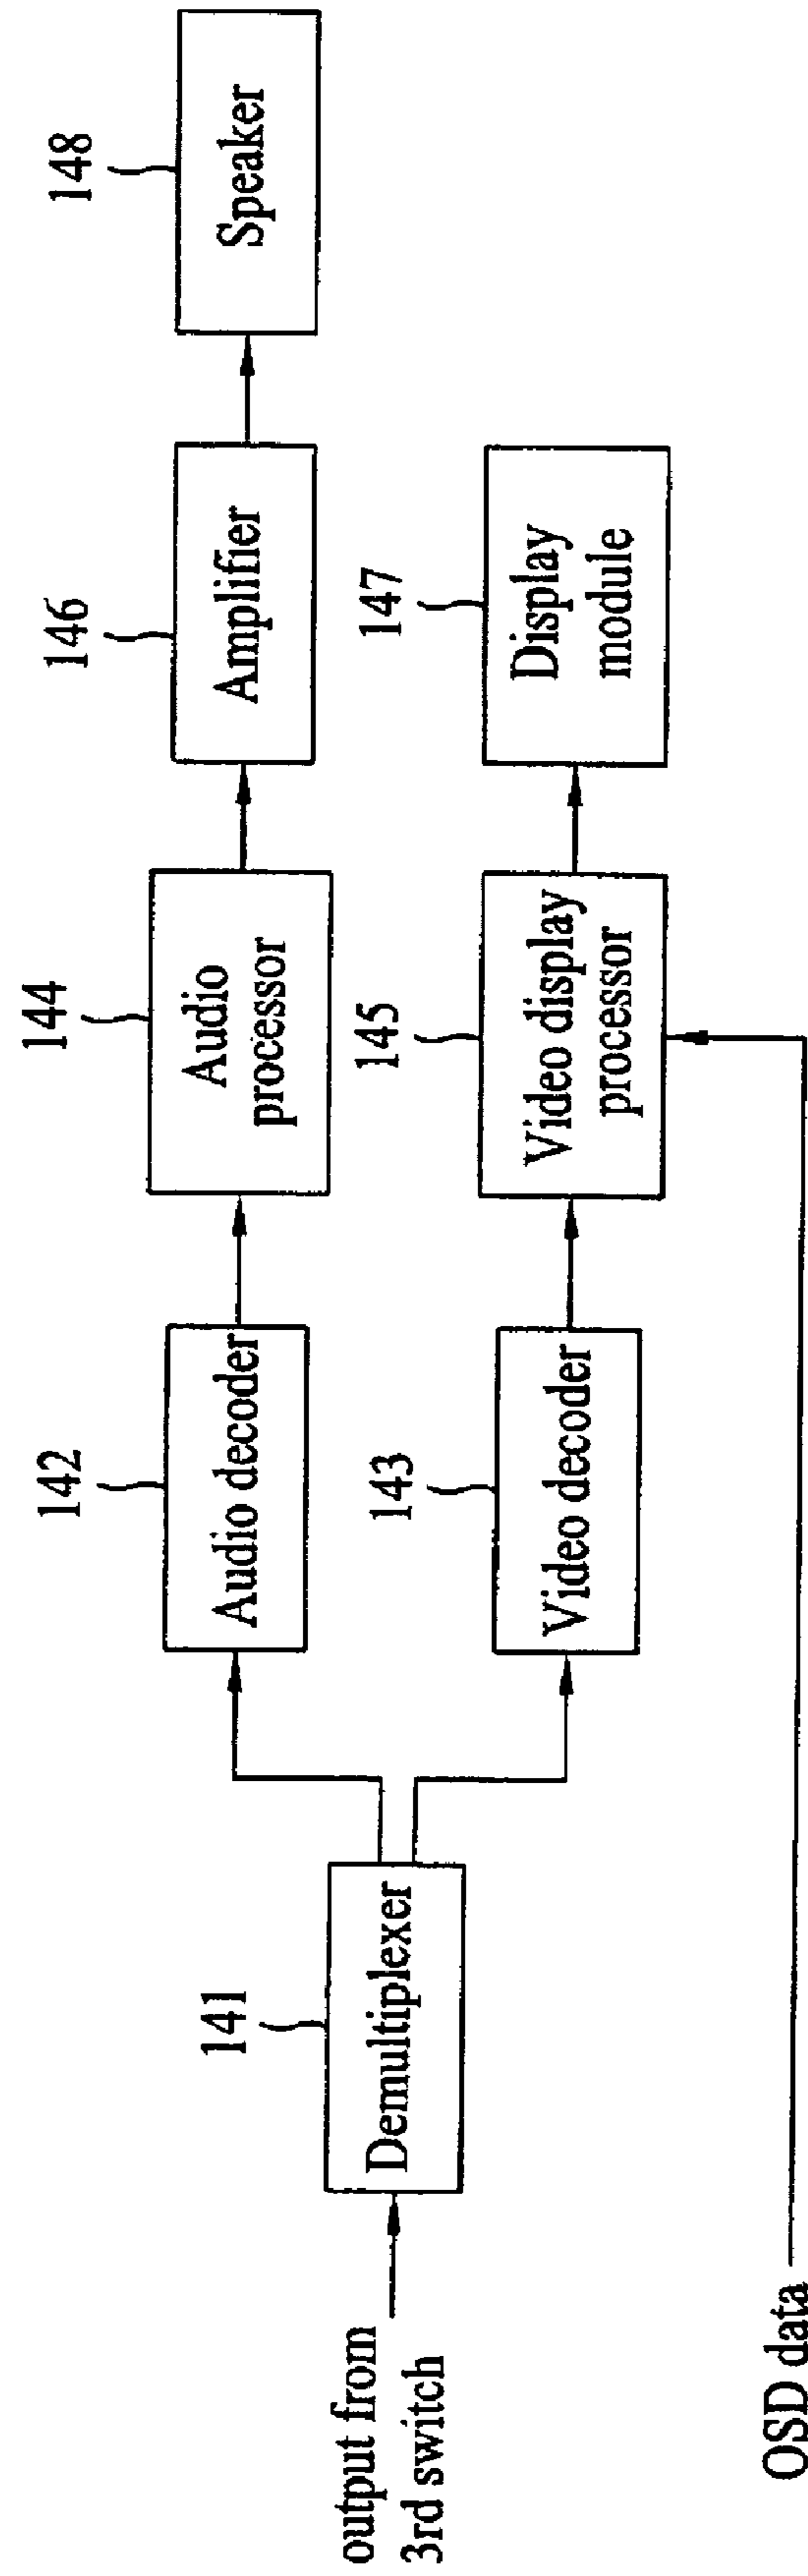 output from
3rd switch
141
Demultiplexer
142
Audio decoder
144
Audio
processor
146
Amplifier
148
Speaker
143
Video decoder
145
Video display
processor
147
Display
module
OSD data